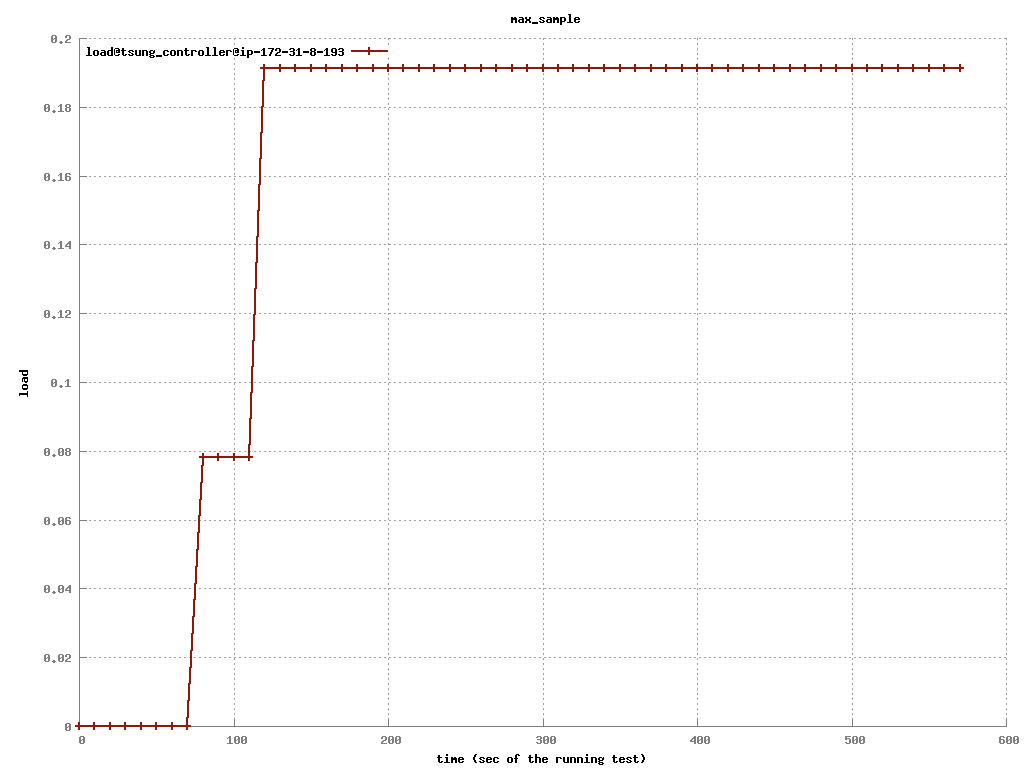 max_sample
load@tsung_controller@ip-172-31-8-193
0.2
0.18
0.16
0.14
0.12
0.1
0.08
0.06
0.04
0.02
0
load
0 100 200 300 400 500 600
time (sec of the running test)